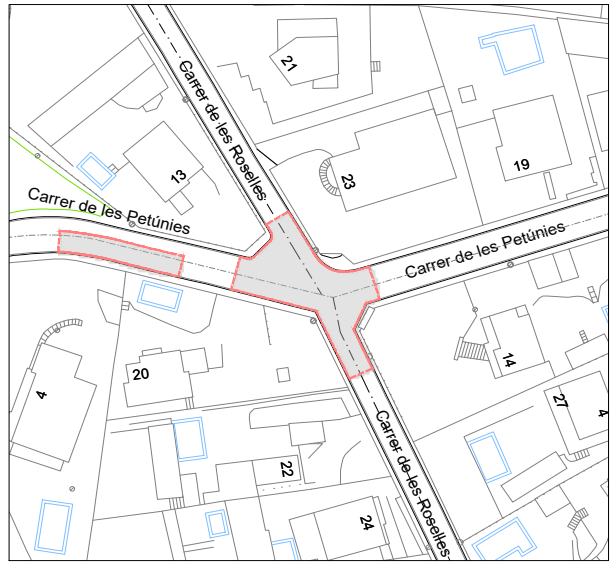 21
Carrer de les Roselles
19
13
23
Carrer de les Petúnies
Carrer de les Petúnies
14
20
4
27
4
22
24
Carrer de les Roselles